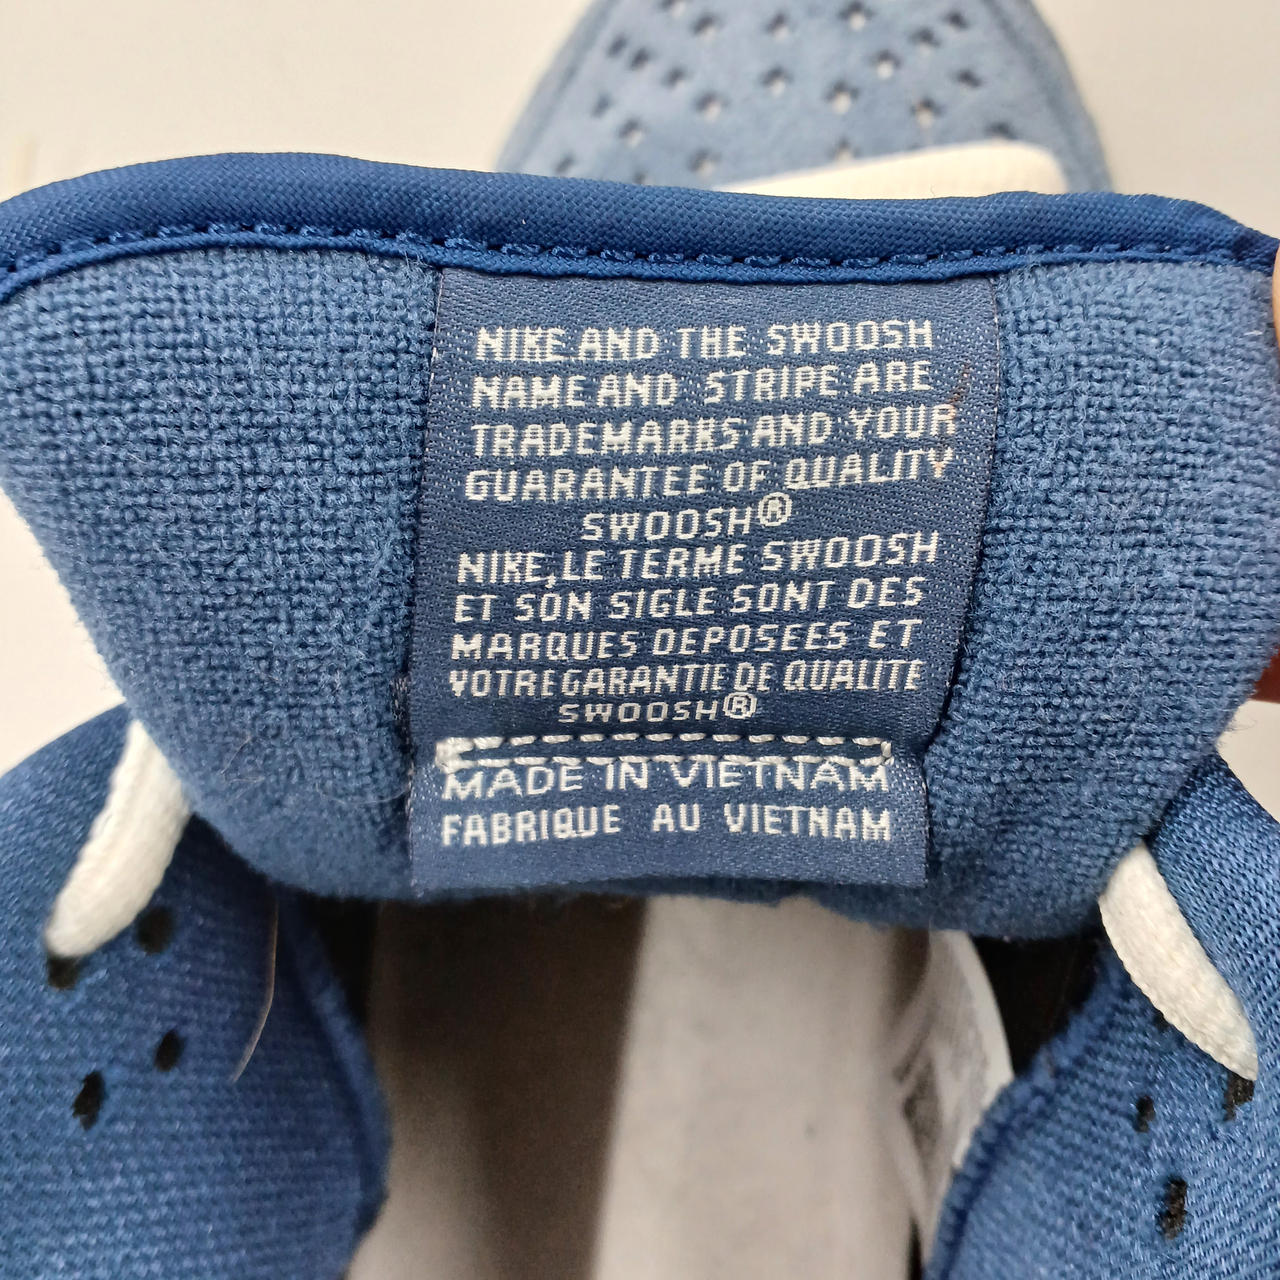 NIKE AND THE SWOOSH
NAME AND STRIPE ARE
TRADEMARKS AND YOUR
GUARANTEE OF QUALITY
SWOOSH®
NIKE, LE TERME SWOOSH
ET SON SIGLE SONT DES
MARQUES DEPOSEES ET
VOTRE GARANTIE DE QUALITE
SWOOSH®
MADE IN VIETNAM
FABRIQUE AU VIETNAM